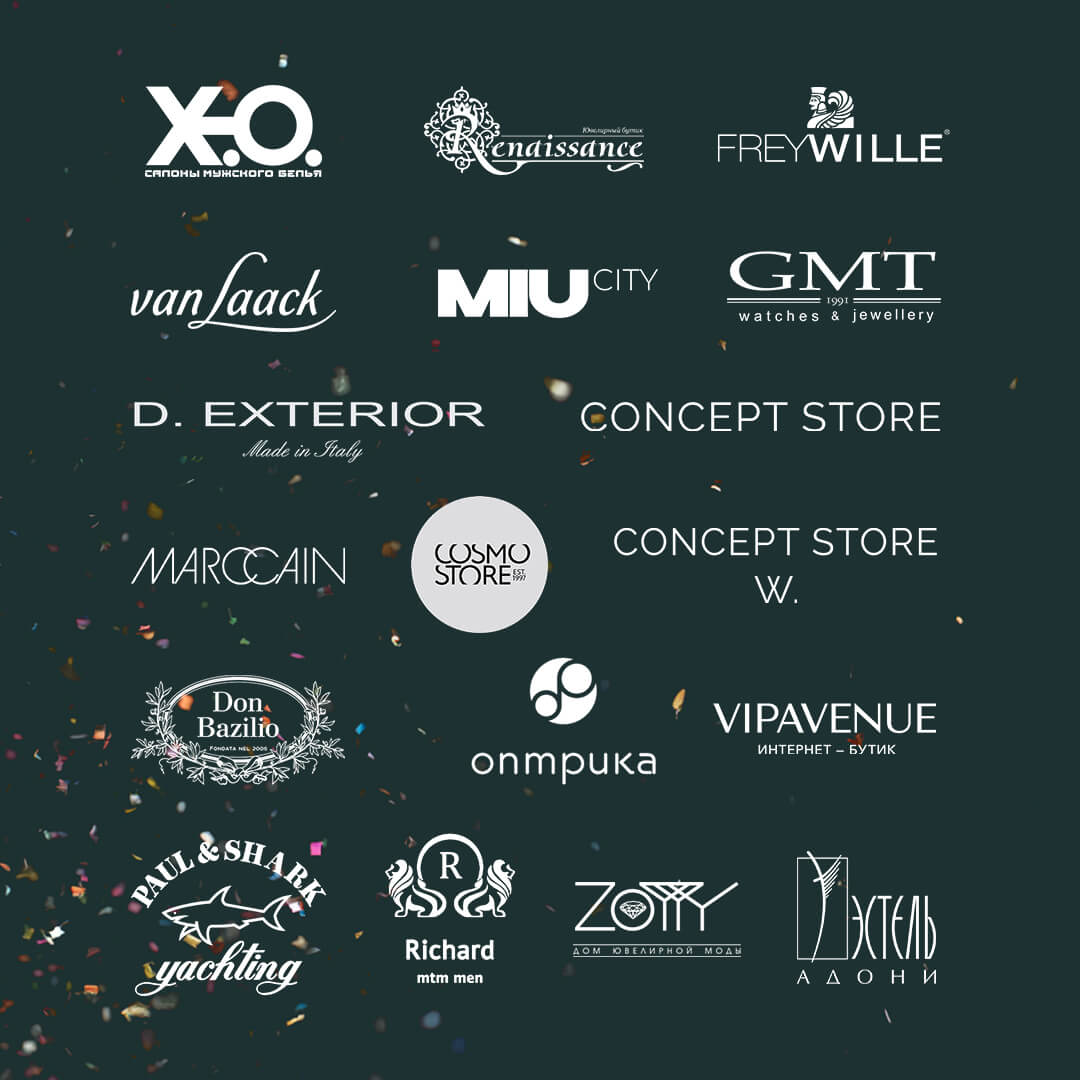 X.O.
САЛОНЫ МУЖСКОГО БЕЛЬЯ
Ювелирный бутик
Renaissance
FREYWILLE®
van Laack
MIU CITY
GMT
1991
watches & jewellery
D. EXTERIOR
Made in Italy
CONCEPT STORE
MARCCAIN
COSMO
STORE EST. 1997
CONCEPT STORE
W.
Don
Bazilio
FONDATA NEL 2006
оптика
VIPAVENUE
ИНТЕРНЕТ – БУТИК
PAUL & SHARK
yachting
R
Richard
mtm men
ZOTTY
ДОМ ЮВЕЛИРНОЙ МОДЫ
ЭСТЕЛЬ
АДОНИ